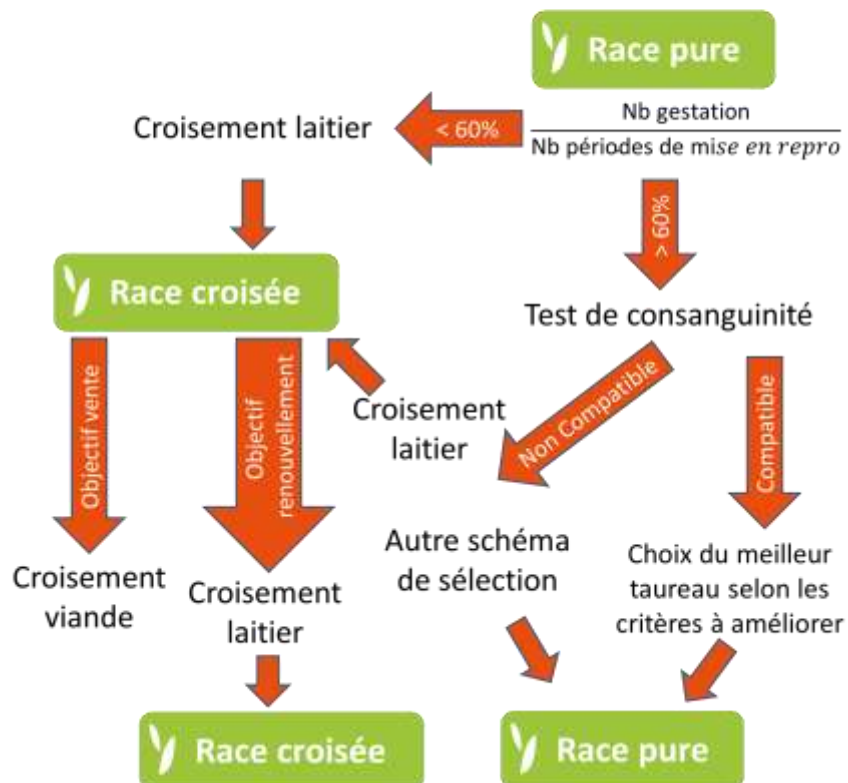 Race pure
Nb gestation
Nb périodes de mise en repro
< 60%
Croisement laitier
> 60%
Race croisée
Test de consanguinité
Objectif vente
Objectif
renouvellement
Croisement
laitier
Non Compatible
Compatible
Croisement
viande
Croisement
laitier
Autre schéma
de sélection
Choix du meilleur
taureau selon les
critères à améliorer
Race croisée
Race pure